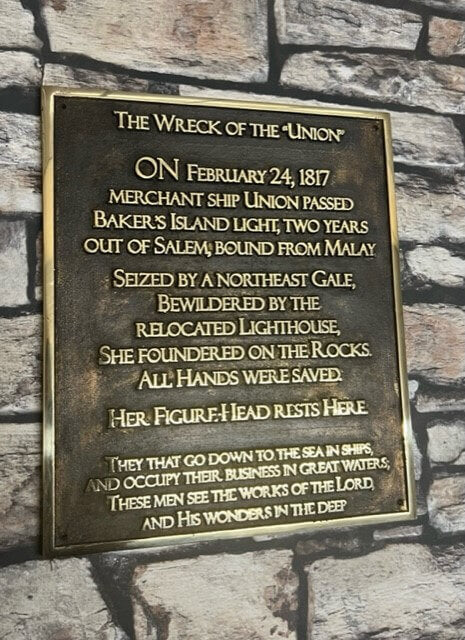 THE WRECK OF THE "UNION"
ON FEBRUARY 24, 1817
MERCHANT SHIP UNION PASSED
BAKER'S ISLAND LIGHT, TWO YEARS
OUT OF SALEM, BOUND FROM MALAY
SEIZED BY A NORTHEAST GALE,
BEWILDERED BY THE
RELOCATED LIGHTHOUSE,
SHE FOUNDERED ON THE ROCKS.
ALL HANDS WERE SAVED.
HER FIGURE-HEAD RESTS HERE.
THEY THAT GO DOWN TO THE SEA IN SHIPS,
AND OCCUPY THEIR BUSINESS IN GREAT WATERS;
THESE MEN SEE THE WORKS OF THE LORD,
AND HIS WONDERS IN THE DEEP